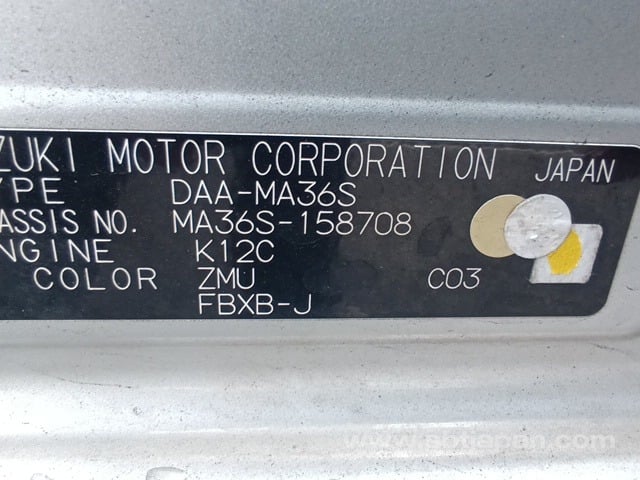 ZUKI MOTOR CORPORATION JAPAN
YPE DAA-MA36S
ASSIS NO. MA36S-158708
NGINE K12C
COLOR ZMU C03
FBXB-J
www.sbtjapan.com